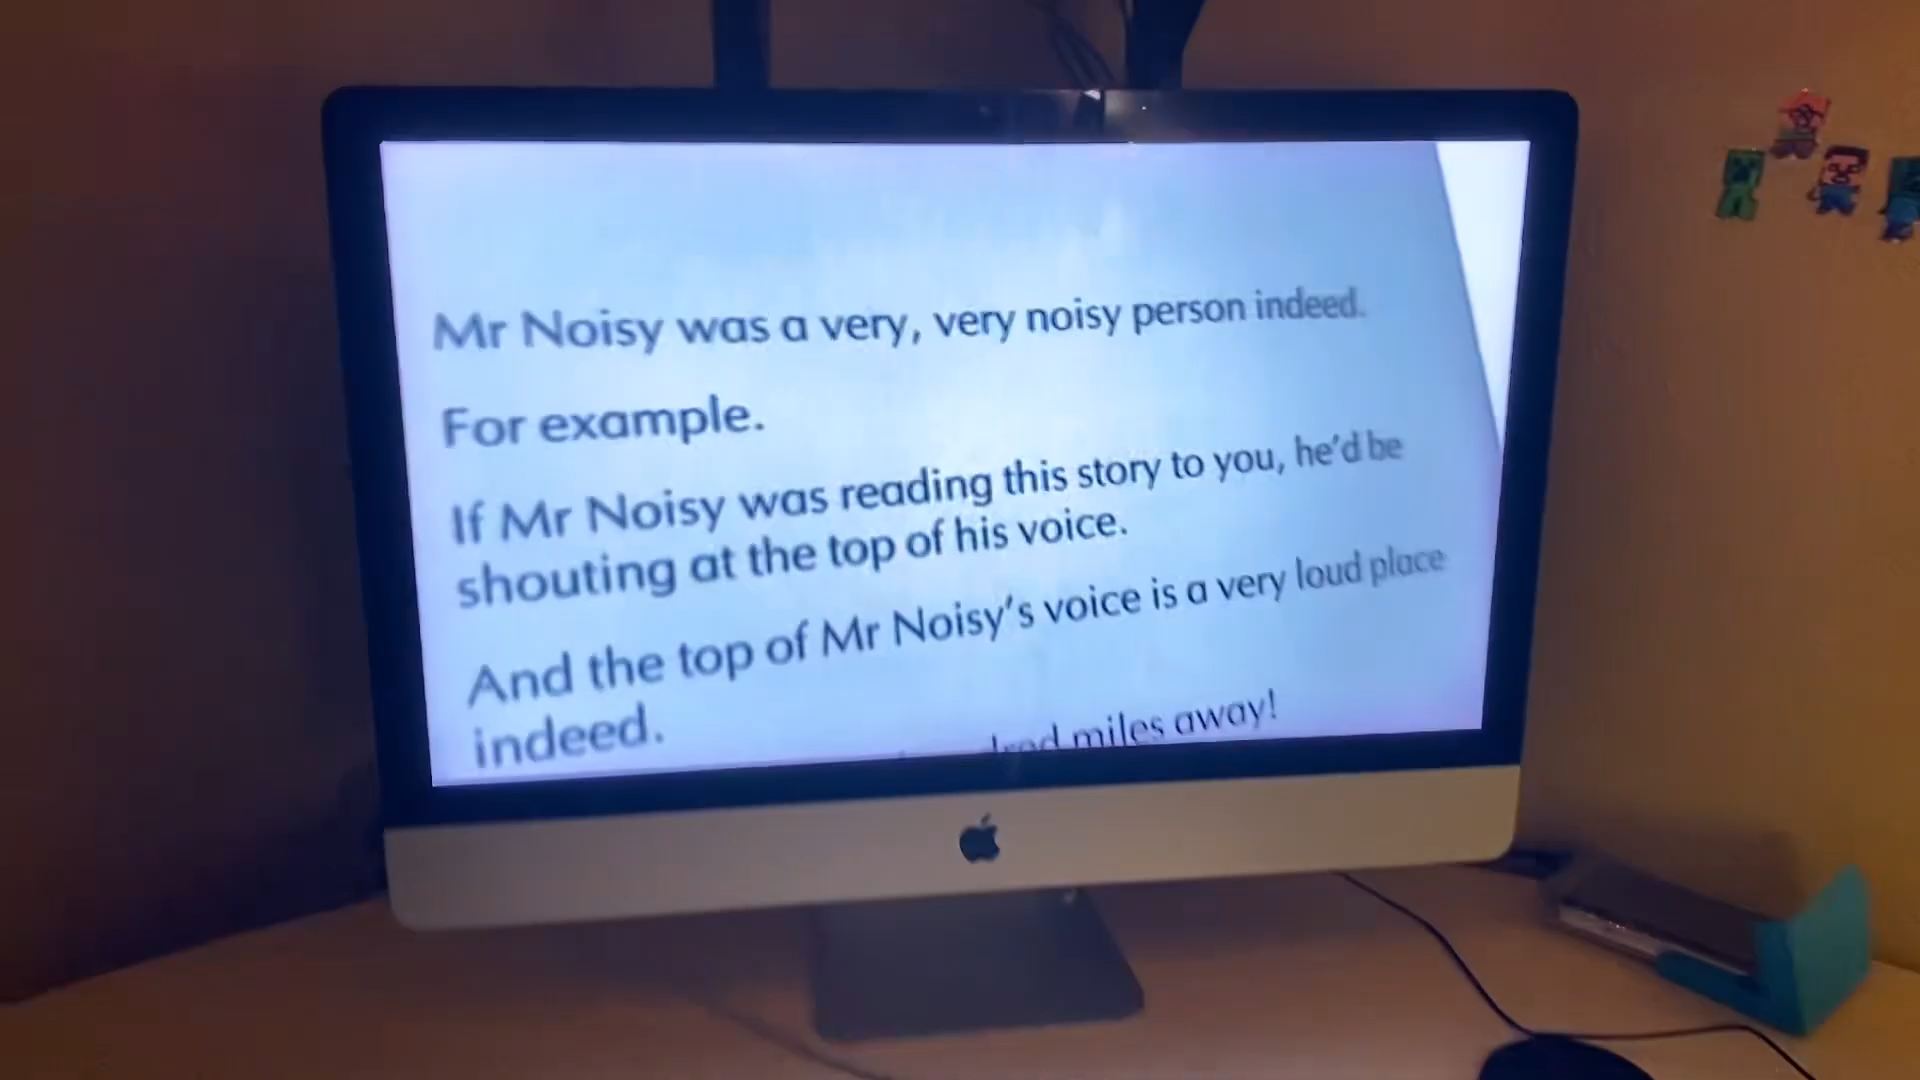 Mr Noisy was a very, very noisy person indeed.
For example.
If Mr Noisy was reading this story to you, he'd be
shouting at the top of his voice.
And the top of Mr Noisy's voice is a very loud place
indeed.
miles away!